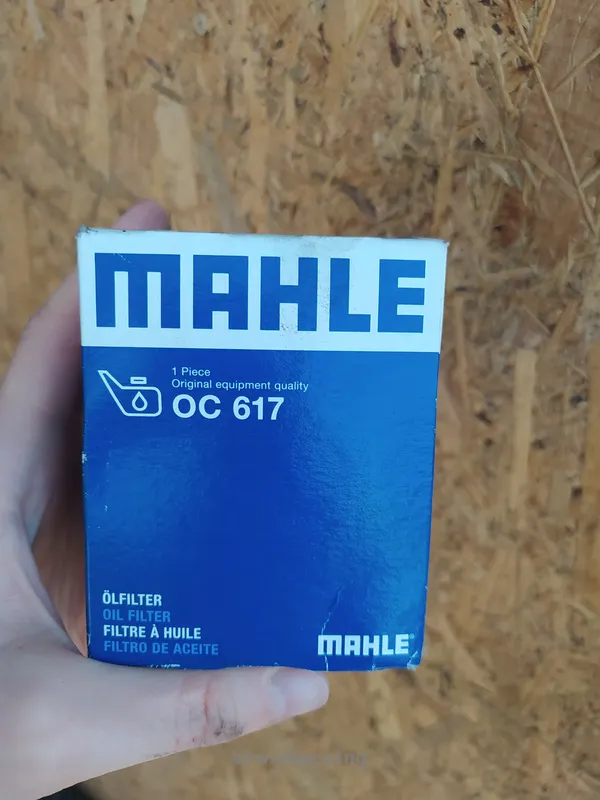 MAHLE
1 Piece
Original equipment quality
OC 617
ÖLFILTER
OIL FILTER
FILTRE À HUILE
FILTRO DE ACEITE
MAHLE